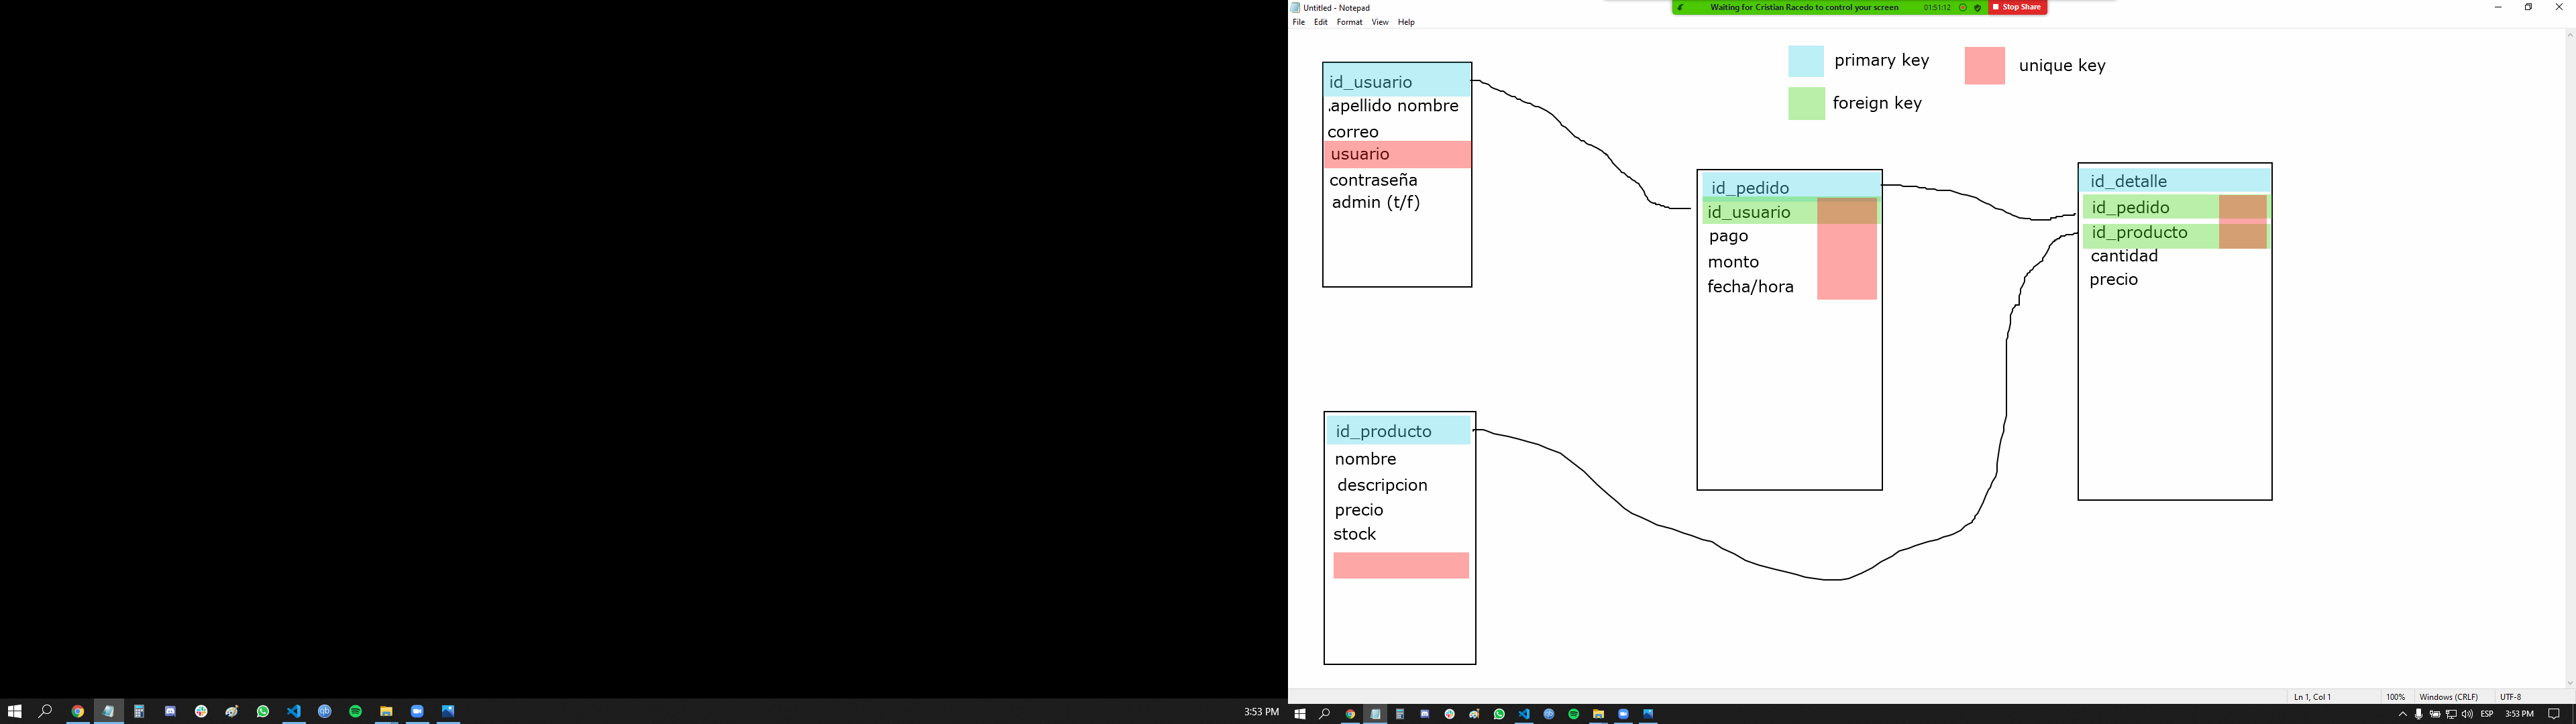 Untitled - Notepad
Waiting for Cristian Racedo to control your screen
01:51:12
Stop Share
File Edit Format View Help
primary key
unique key
foreign key
id_usuario
.apellido nombre
correo
usuario
contraseña
admin (t/f)
id_pedido
id_usuario
pago
monto
fecha/hora
id_detalle
id_pedido
id_producto
cantidad
precio
id_producto
nombre
descripcion
precio
stock
Ln 1, Col 1
100%
Windows (CRLF)
UTF-8
3:53 PM
ESP
3:53 PM